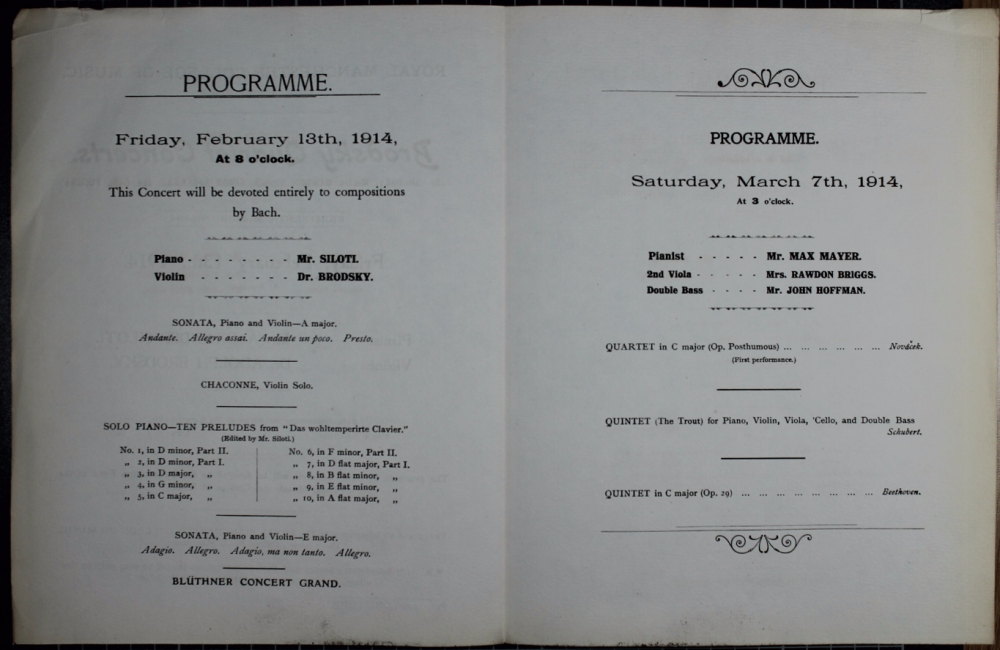 PROGRAMME.
Friday, February 13th, 1914,
At 8 o'clock.
This Concert will be devoted entirely to compositions
by Bach.
Piano - - - - - - - - Mr. SILOTI.
Violin - - - - - - - Dr. BRODSKY.
SONATA, Piano and Violin—A major.
Andante. Allegro assai. Andante un poco. Presto.
CHACONNE, Violin Solo.
SOLO PIANO—TEN PRELUDES from "Das wohltemperirte Clavier."
(Edited by Mr. Siloti.)
No. 1, in D minor, Part II.
„ 2, in D minor, Part I.
„ 3, in D major, „
„ 4, in G minor, „
„ 5, in C major, „
No. 6, in F minor, Part II.
„ 7, in D flat major, Part I.
„ 8, in B flat minor, „
„ 9, in E flat minor, „
„ 10, in A flat major, „
SONATA, Piano and Violin—E major.
Adagio. Allegro. Adagio, ma non tanto. Allegro.
BLÜTHNER CONCERT GRAND.
PROGRAMME.
Saturday, March 7th, 1914,
At 3 o'clock.
Pianist - - - - - Mr. MAX MAYER.
2nd Viola - - - - - Mrs. RAWDON BRIGGS.
Double Bass - - - - Mr. JOHN HOFFMAN.
QUARTET in C major (Op. Posthumous) ... ... ... ... ... ... Nováček.
(First performance.)
QUINTET (The Trout) for Piano, Violin, Viola, 'Cello, and Double Bass
Schubert.
QUINTET in C major (Op. 29) ... ... ... ... ... ... ... ... Beethoven.